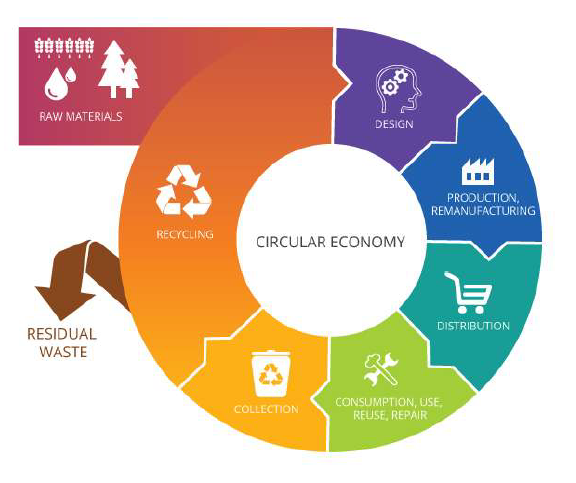 RAW MATERIALS
DESIGN
PRODUCTION,
REMANUFACTURING
RECYCLING
CIRCULAR ECONOMY
DISTRIBUTION
RESIDUAL
WASTE
CONSUMPTION, USE,
REUSE, REPAIR
COLLECTION